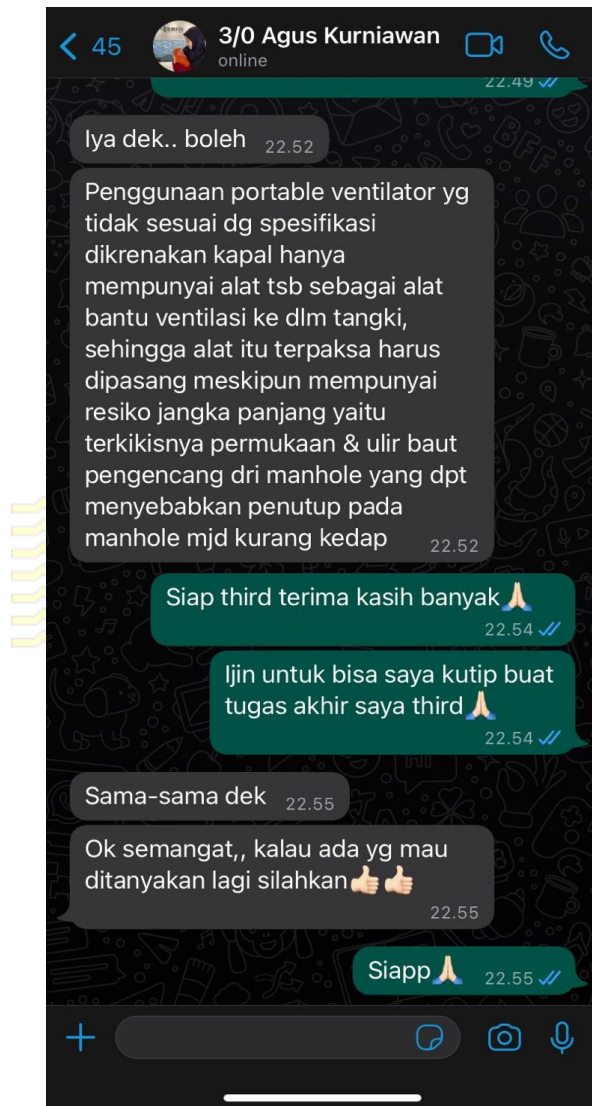 45
3/0 Agus Kurniawan
online
22.49
Iya dek.. boleh 22.52
Penggunaan portable ventilator yg
tidak sesuai dg spesifikasi
dikrenakan kapal hanya
mempunyai alat tsb sebagai alat
bantu ventilasi ke dlm tangki,
sehingga alat itu terpaksa harus
dipasang meskipun mempunyai
resiko jangka panjang yaitu
terkikisnya permukaan & ulir baut
pengencang dri manhole yang dpt
menyebabkan penutup pada
manhole mjd kurang kedap 22.52
Siap third terima kasih banyak🙏🏻
22.54
Ijin untuk bisa saya kutip buat
tugas akhir saya third🙏🏻
22.54
Sama-sama dek 22.55
Ok semangat,, kalau ada yg mau
ditanyakan lagi silahkan👍🏻👍🏻
22.55
Siapp🙏🏻 22.55